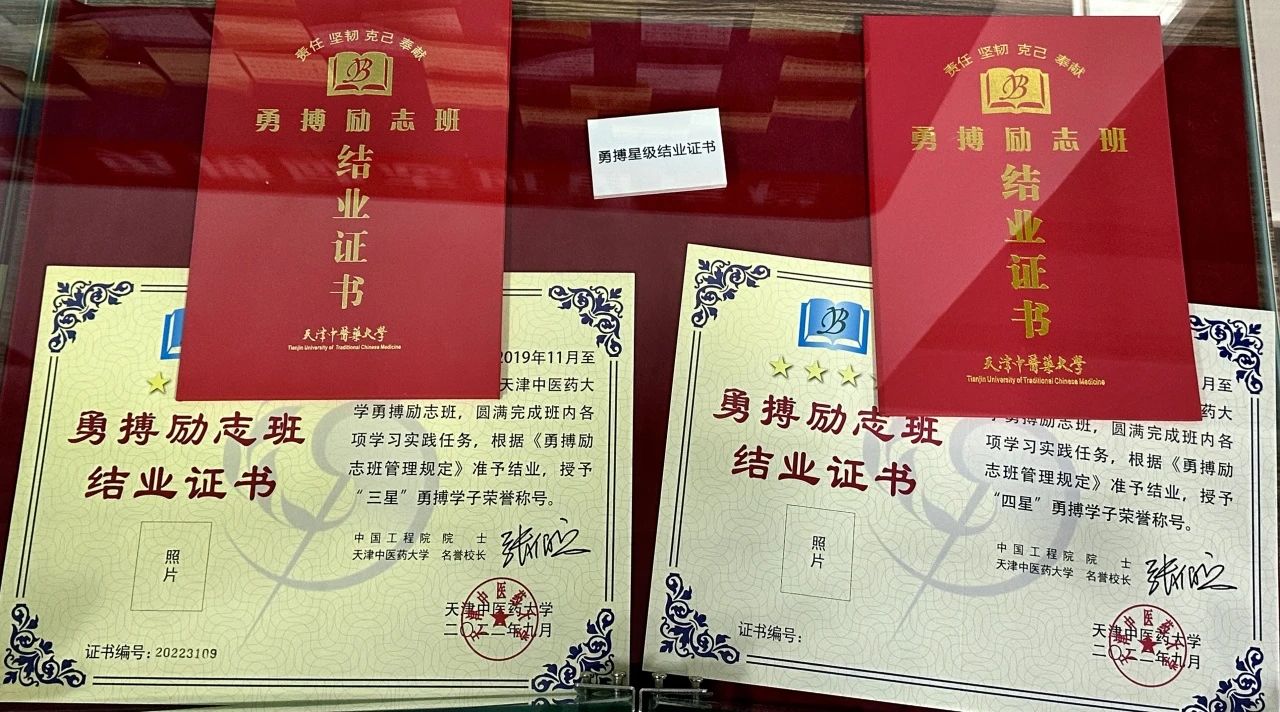 责任 坚韧 克己 奉献
勇搏励志班
结业证书
天津中醫藥大学
Tianjin University of Traditional Chinese Medicine
勇搏星级结业证书
责任 坚韧 克己 奉献
勇搏励志班
结业证书
天津中醫藥大学
Tianjin University of Traditional Chinese Medicine
勇搏励志班
结业证书
照片
证书编号：20223109
2019年11月至
天津中医药大
学勇搏励志班，圆满完成班内各
项学习实践任务，根据《勇搏励
志班管理规定》准予结业，授予
“三星”勇搏学子荣誉称号。
中国工程院 院士
天津中医药大学 名誉校长
张伯礼
天津中医药大学
二〇二二年九月
勇搏励志班
结业证书
照片
证书编号：
月至
药大
学勇搏励志班，圆满完成班内各
项学习实践任务，根据《勇搏励
志班管理规定》准予结业，授予
“四星”勇搏学子荣誉称号。
中国工程院 院士
天津中医药大学 名誉校长
张伯礼
天津中医药大学
二〇二二年九月